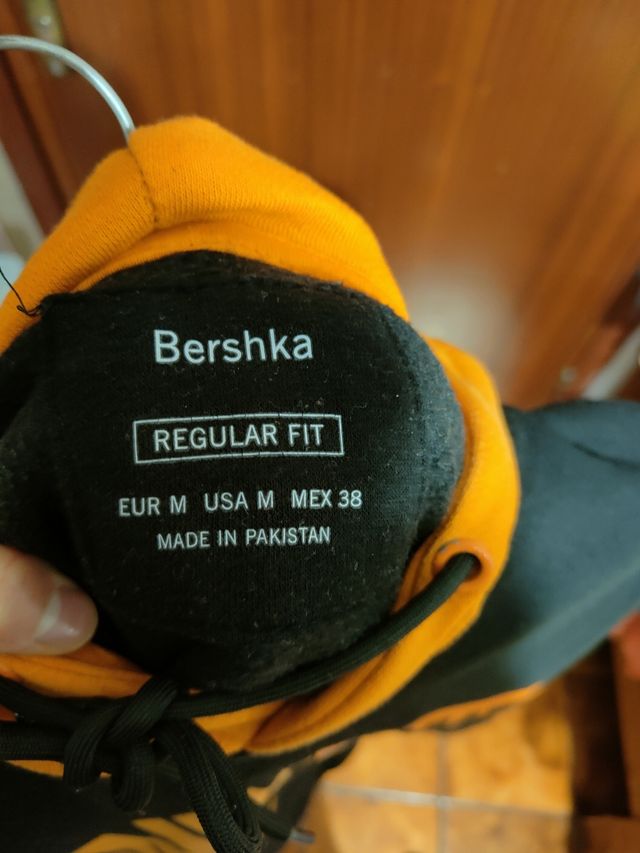 Bershka
REGULAR FIT
EUR M USA M MEX 38
MADE IN PAKISTAN